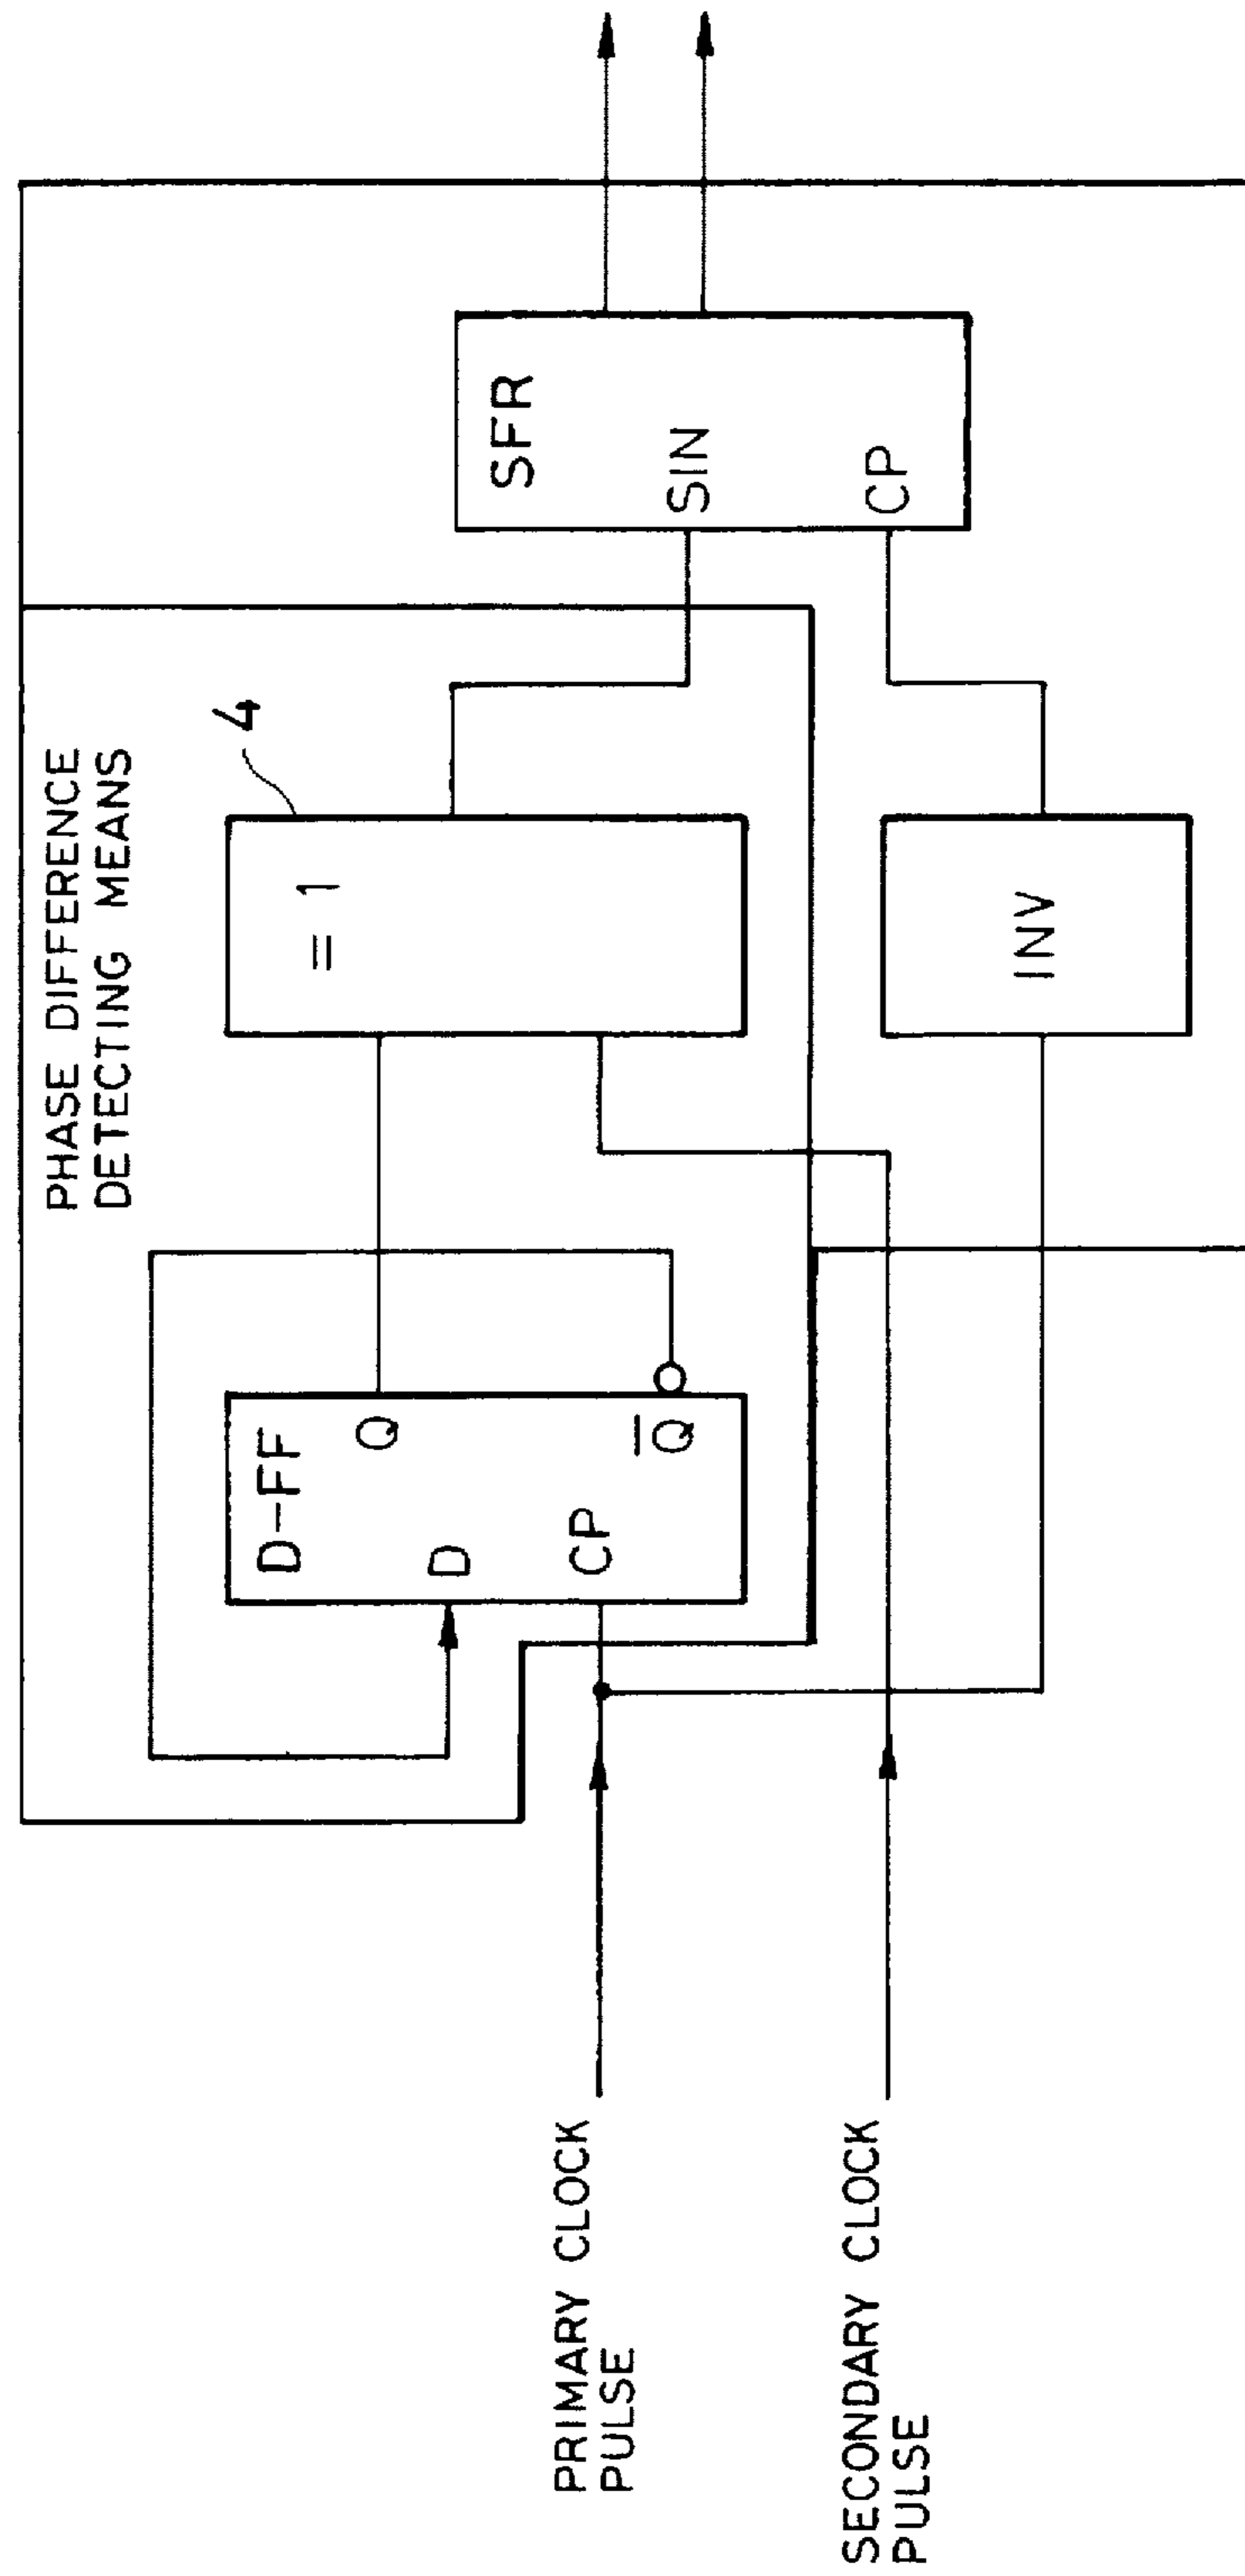 PHASE DIFFERENCE
DETECTING MEANS
4
D-FF
Q
D
CP
Q̅
= 1
SFR
SIN
CP
INV
PRIMARY CLOCK
PULSE
SECONDARY CLOCK
PULSE